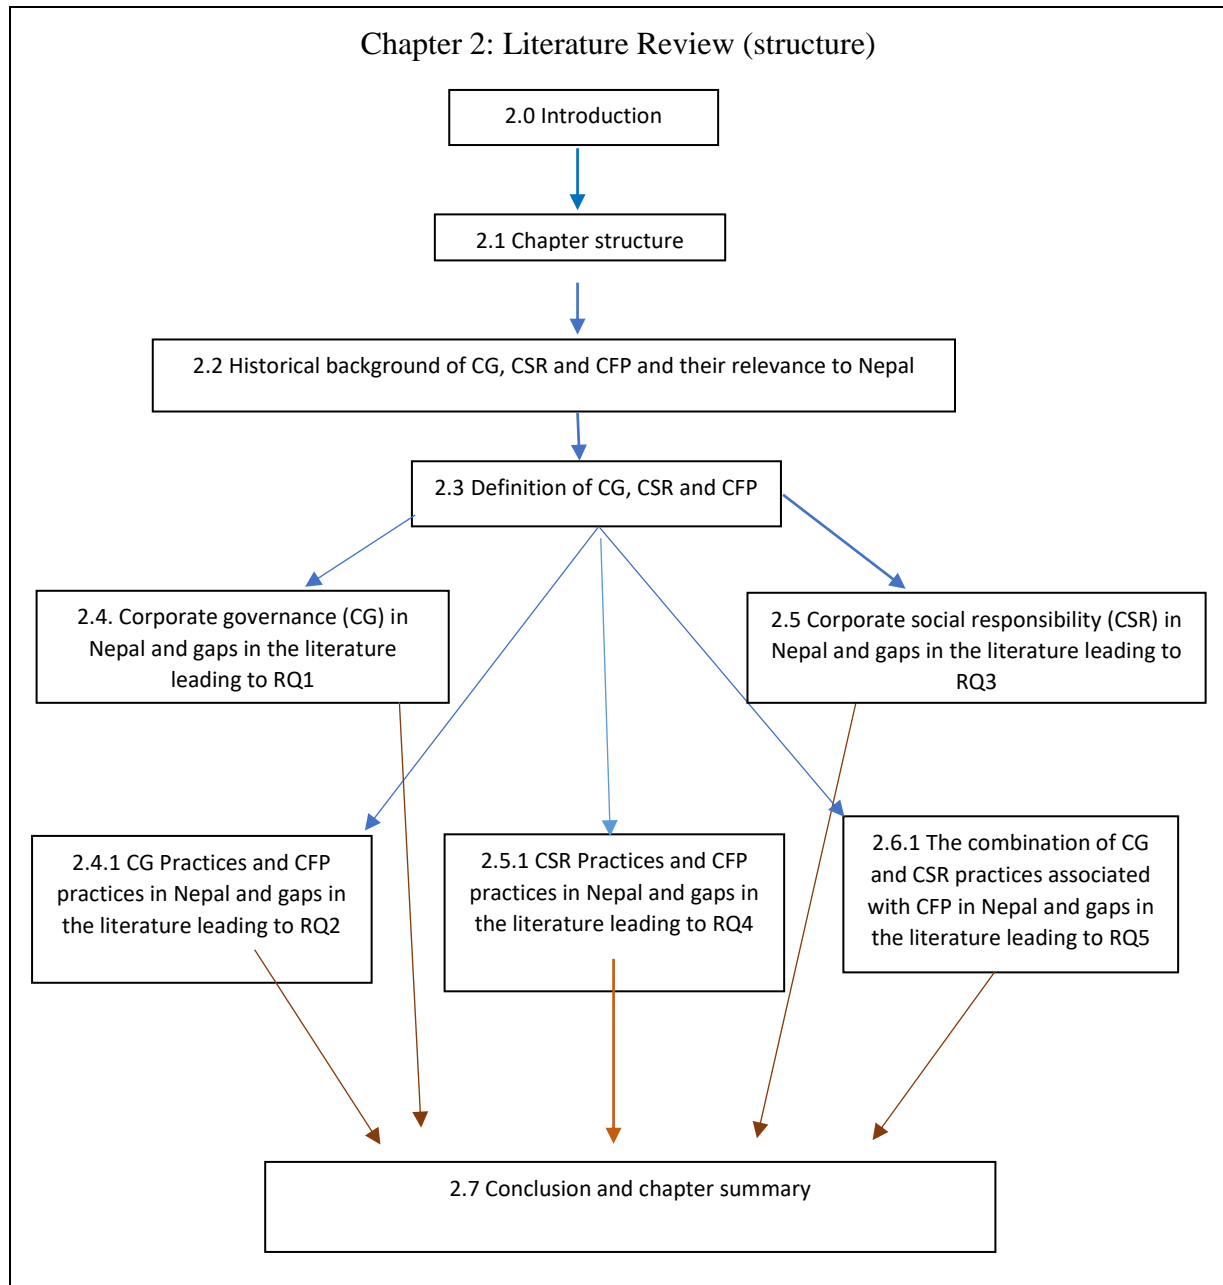 Chapter 2: Literature Review (structure)
2.0 Introduction
2.1 Chapter structure
2.2 Historical background of CG, CSR and CFP and their relevance to Nepal
2.3 Definition of CG, CSR and CFP
2.4. Corporate governance (CG) in
Nepal and gaps in the literature
leading to RQ1
2.5 Corporate social responsibility (CSR) in
Nepal and gaps in the literature leading to
RQ3
2.4.1 CG Practices and CFP
practices in Nepal and gaps in
the literature leading to RQ2
2.5.1 CSR Practices and CFP
practices in Nepal and gaps in
the literature leading to RQ4
2.6.1 The combination of CG
and CSR practices associated
with CFP in Nepal and gaps in
the literature leading to RQ5
2.7 Conclusion and chapter summary